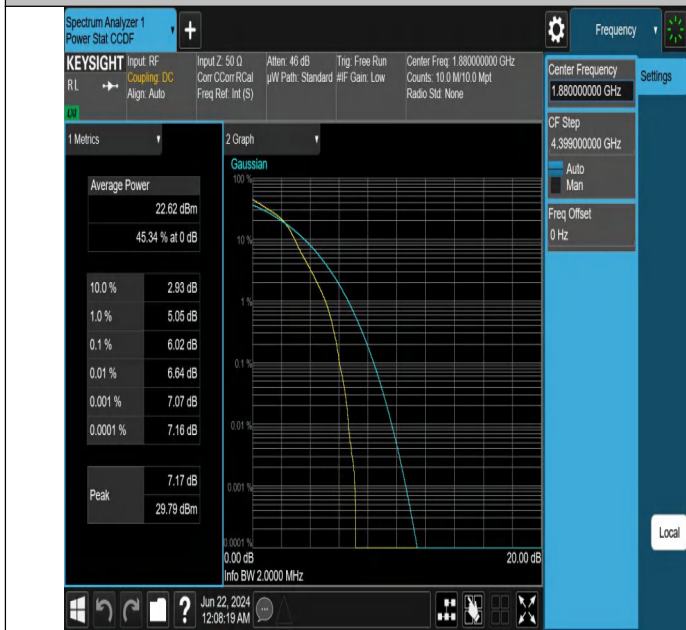 Spectrum Analyzer 1
Power Stat CCDF
Frequency
KEYSIGHT
RL
Input: RF
Coupling: DC
Align: Auto
Input Z: 50 Ω
Corr CCorr RCal
Freq Ref: Int (S)
Atten: 46 dB
µW Path: Standard
Trig: Free Run
#IF Gain: Low
Center Freq: 1.880000000 GHz
Counts: 10.0 M/10.0 Mpt
Radio Std: None
Center Frequency
1.880000000 GHz
Settings
CF Step
4.399000000 GHz
Auto
Man
Freq Offset
0 Hz
1 Metrics
Average Power
22.62 dBm
45.34 % at 0 dB
10.0 % 2.93 dB
1.0 % 5.05 dB
0.1 % 6.02 dB
0.01 % 6.64 dB
0.001 % 7.07 dB
0.0001 % 7.16 dB
Peak
7.17 dB
29.79 dBm
2 Graph
Gaussian
100 %
10 %
1 %
0.1 %
0.01 %
0.001 %
0.0001 %
0.00 dB 20.00 dB
Info BW 2.0000 MHz
Local
?
Jun 22, 2024
12:08:19 AM